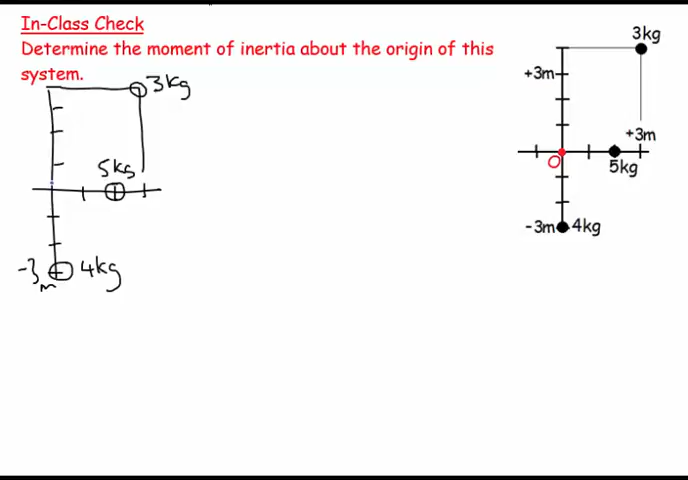 In-Class Check
Determine the moment of inertia about the origin of this
system.
3kg
5kg
-3m
4kg
3kg
+3m
+3m
O
5kg
-3m
4kg